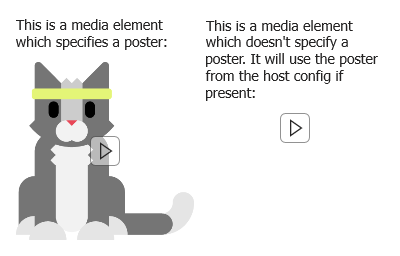 This is a media element
which specifies a poster:
This is a media element
which doesn't specify a
poster. It will use the poster
from the host config if
present: